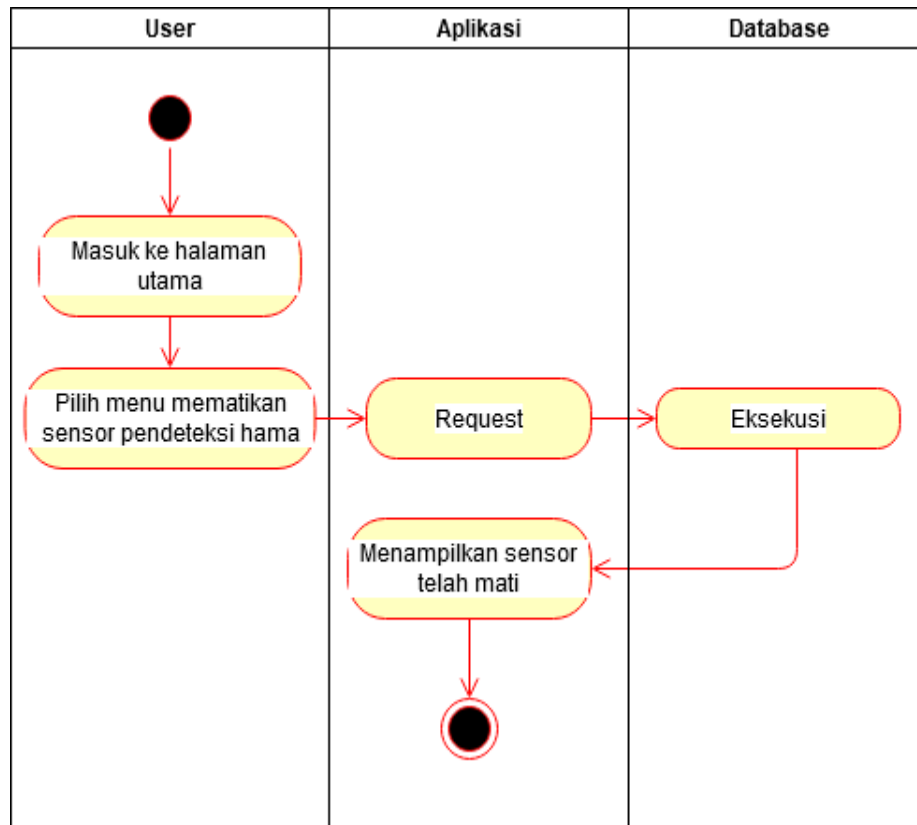 User
Aplikasi
Database
Masuk ke halaman
utama
Pilih menu mematikan
sensor pendeteksi hama
Request
Eksekusi
Menampilkan sensor
telah mati